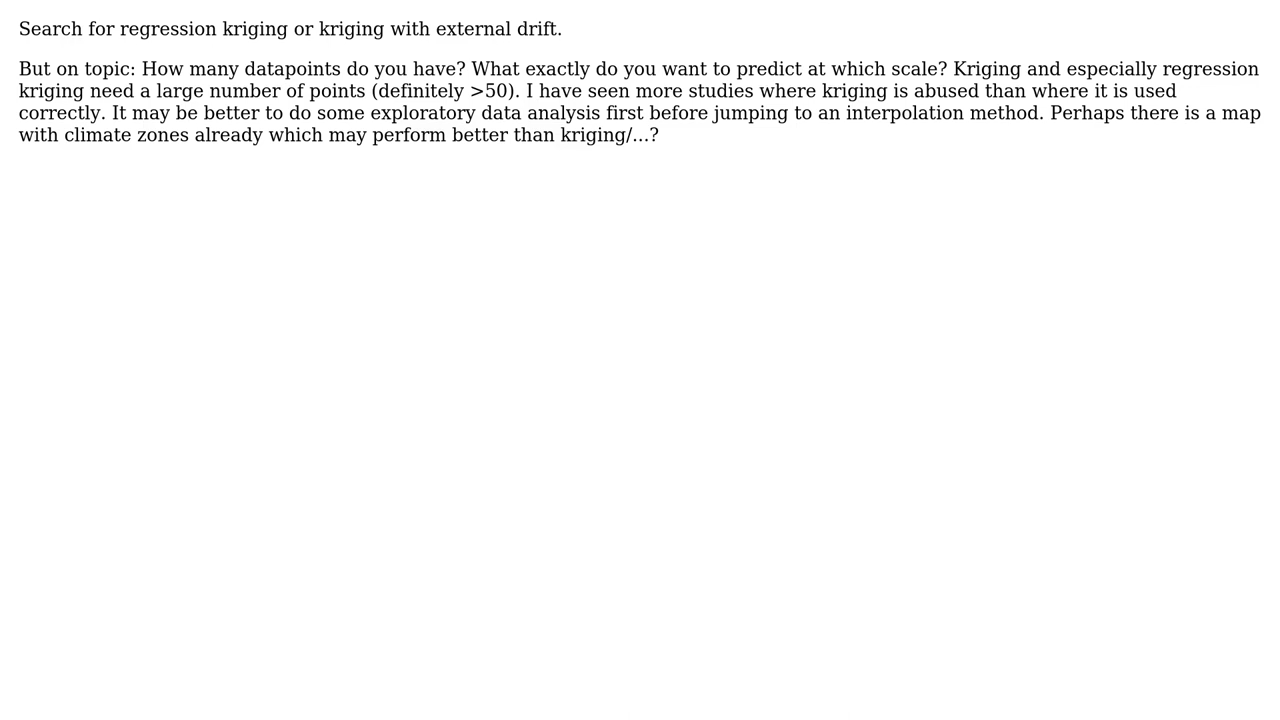 Search for regression kriging or kriging with external drift.
But on topic: How many datapoints do you have? What exactly do you want to predict at which scale? Kriging and especially regression
kriging need a large number of points (definitely >50). I have seen more studies where kriging is abused than where it is used
correctly. It may be better to do some exploratory data analysis first before jumping to an interpolation method. Perhaps there is a map
with climate zones already which may perform better than kriging/...?